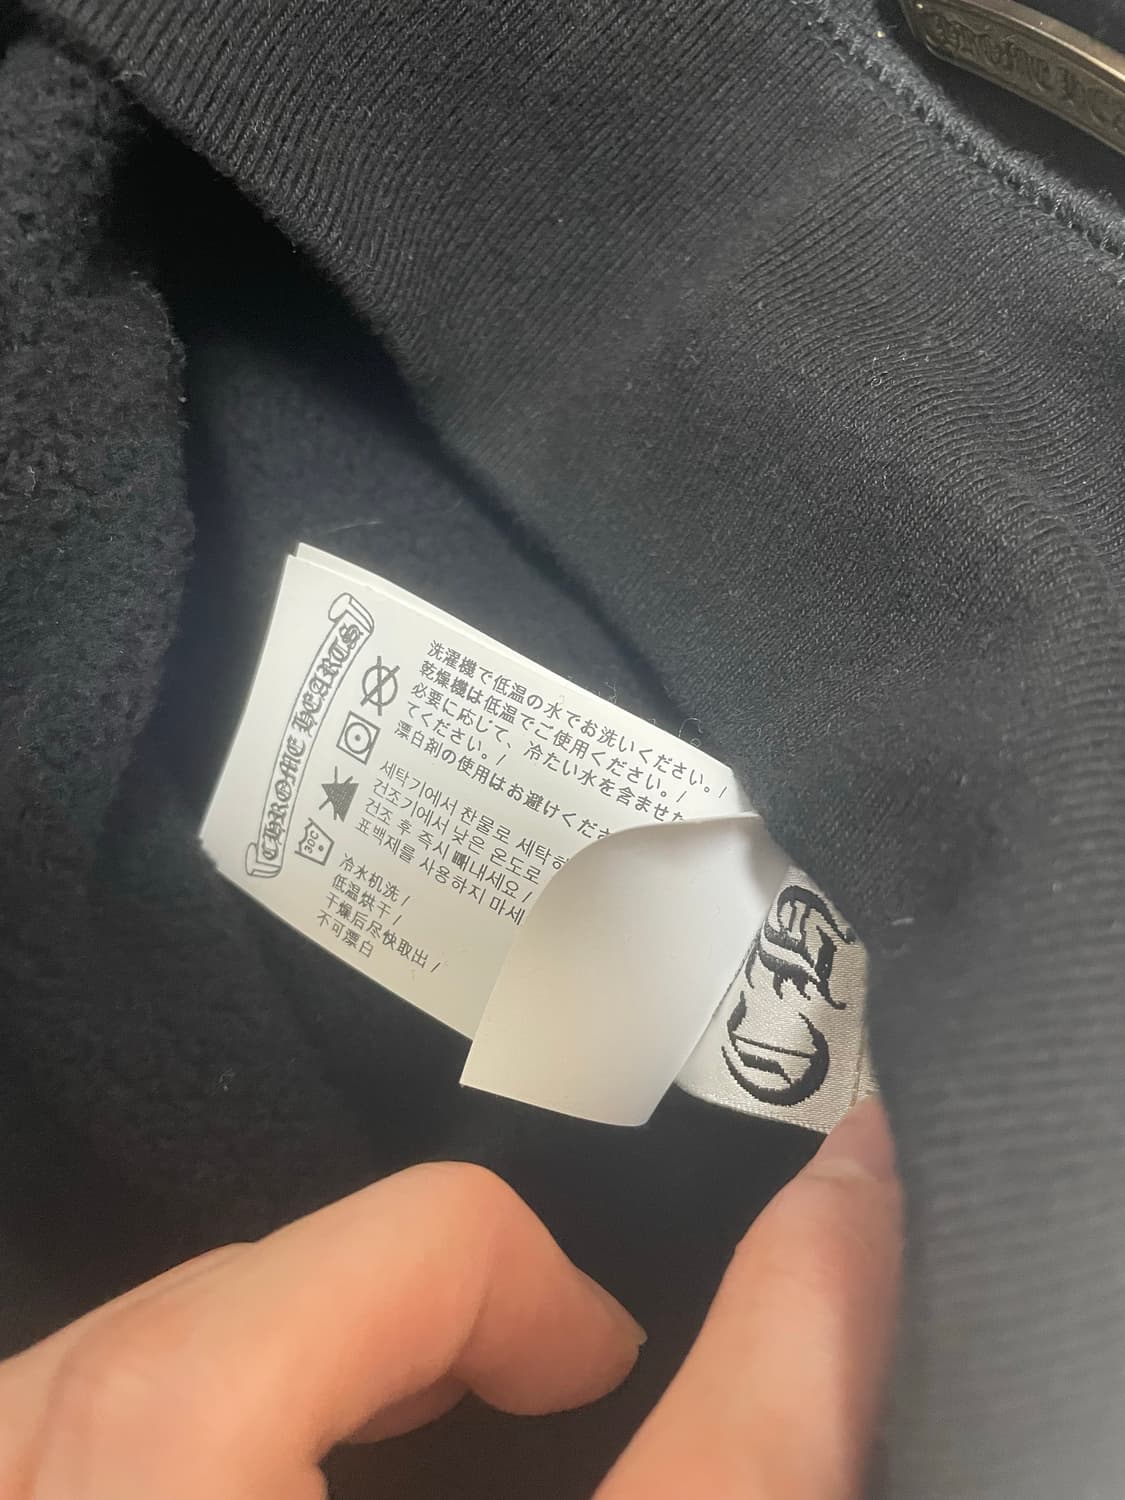 CHROME HEARTS
洗濯機で低温の水でお洗いください。/
乾燥機は低温でご使用ください。/
必要に応じて、冷たい水を含ませた
てください。/
漂白剤の使用はお避けくださ
세탁기에서 찬물로 세탁하
건조기에서 낮은 온도로
건조 후 즉시 빼내세요/
표백제를 사용하지 마세
冷水机洗/
低温烘干/
干燥后尽快取出/
不可漂白
30C
CH
CHROME HEA